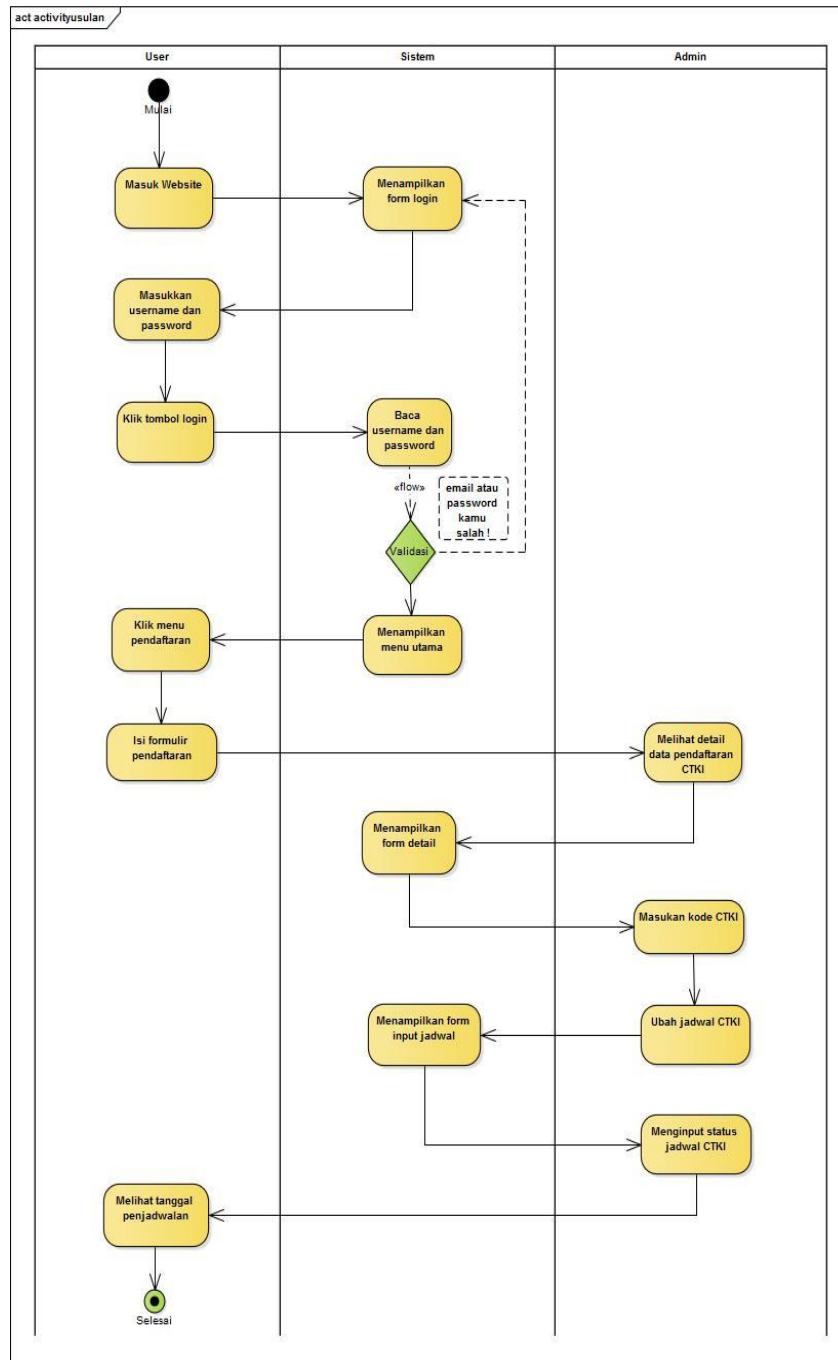 act activityusulan
User
Sistem
Admin
Mulai
Masuk Website
Menampilkan
form login
Masukkan
username dan
password
Klik tombol login
Baca
username dan
password
«flow»
email atau
password
kamu
salah !
Validasi
Klik menu
pendaftaran
Menampilkan
menu utama
Isi formulir
pendaftaran
Melihat detail
data pendaftaran
CTKI
Menampilkan
form detail
Masukan kode CTKI
Menampilkan form
input jadwal
Ubah jadwal CTKI
Menginput status
jadwal CTKI
Melihat tanggal
penjadwalan
Selesai